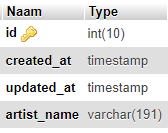 Naam Type
id int(10)
created_at timestamp
updated_at timestamp
artist_name varchar(191)